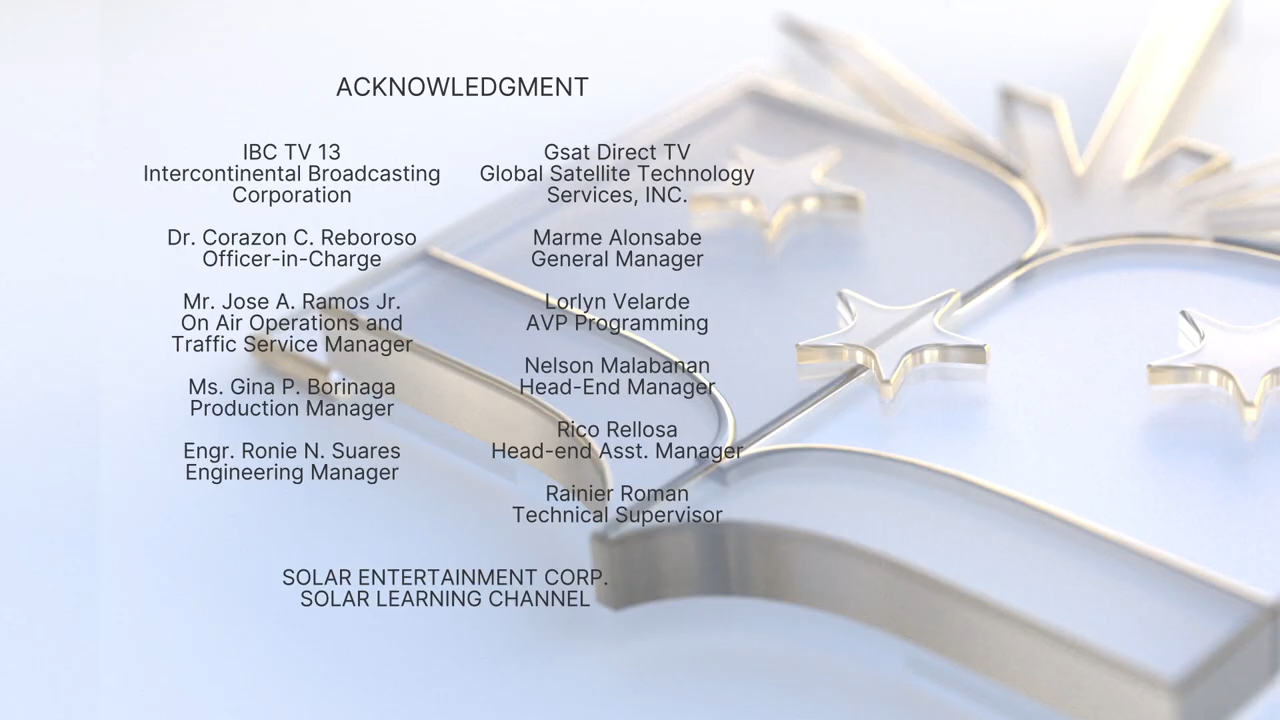 ACKNOWLEDGMENT
IBC TV 13
Intercontinental Broadcasting
Corporation
Dr. Corazon C. Reboroso
Officer-in-Charge
Mr. Jose A. Ramos Jr.
On Air Operations and
Traffic Service Manager
Ms. Gina P. Borinaga
Production Manager
Engr. Ronie N. Suares
Engineering Manager
Gsat Direct TV
Global Satellite Technology
Services, INC.
Marme Alonsabe
General Manager
Lorlyn Velarde
AVP Programming
Nelson Malabanan
Head-End Manager
Rico Rellosa
Head-end Asst. Manager
Rainier Roman
Technical Supervisor
SOLAR ENTERTAINMENT CORP.
SOLAR LEARNING CHANNEL